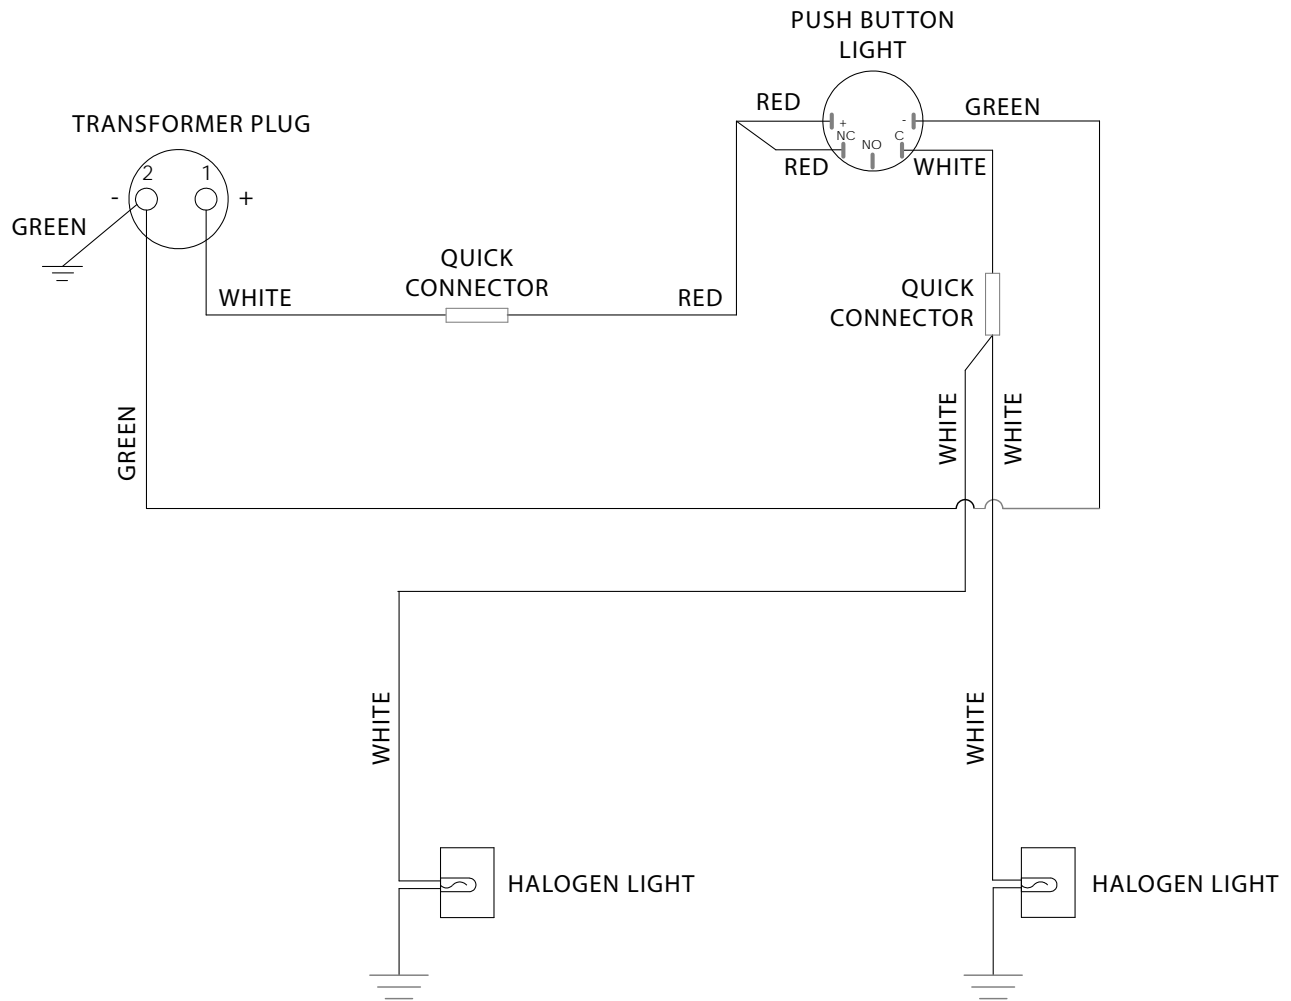 PUSH BUTTON
LIGHT
TRANSFORMER PLUG
RED
GREEN
+
-
NC
NO
C
RED
WHITE
2
1
-
+
GREEN
QUICK
CONNECTOR
WHITE
RED
QUICK
CONNECTOR
GREEN
WHITE
WHITE
WHITE
WHITE
HALOGEN LIGHT
HALOGEN LIGHT